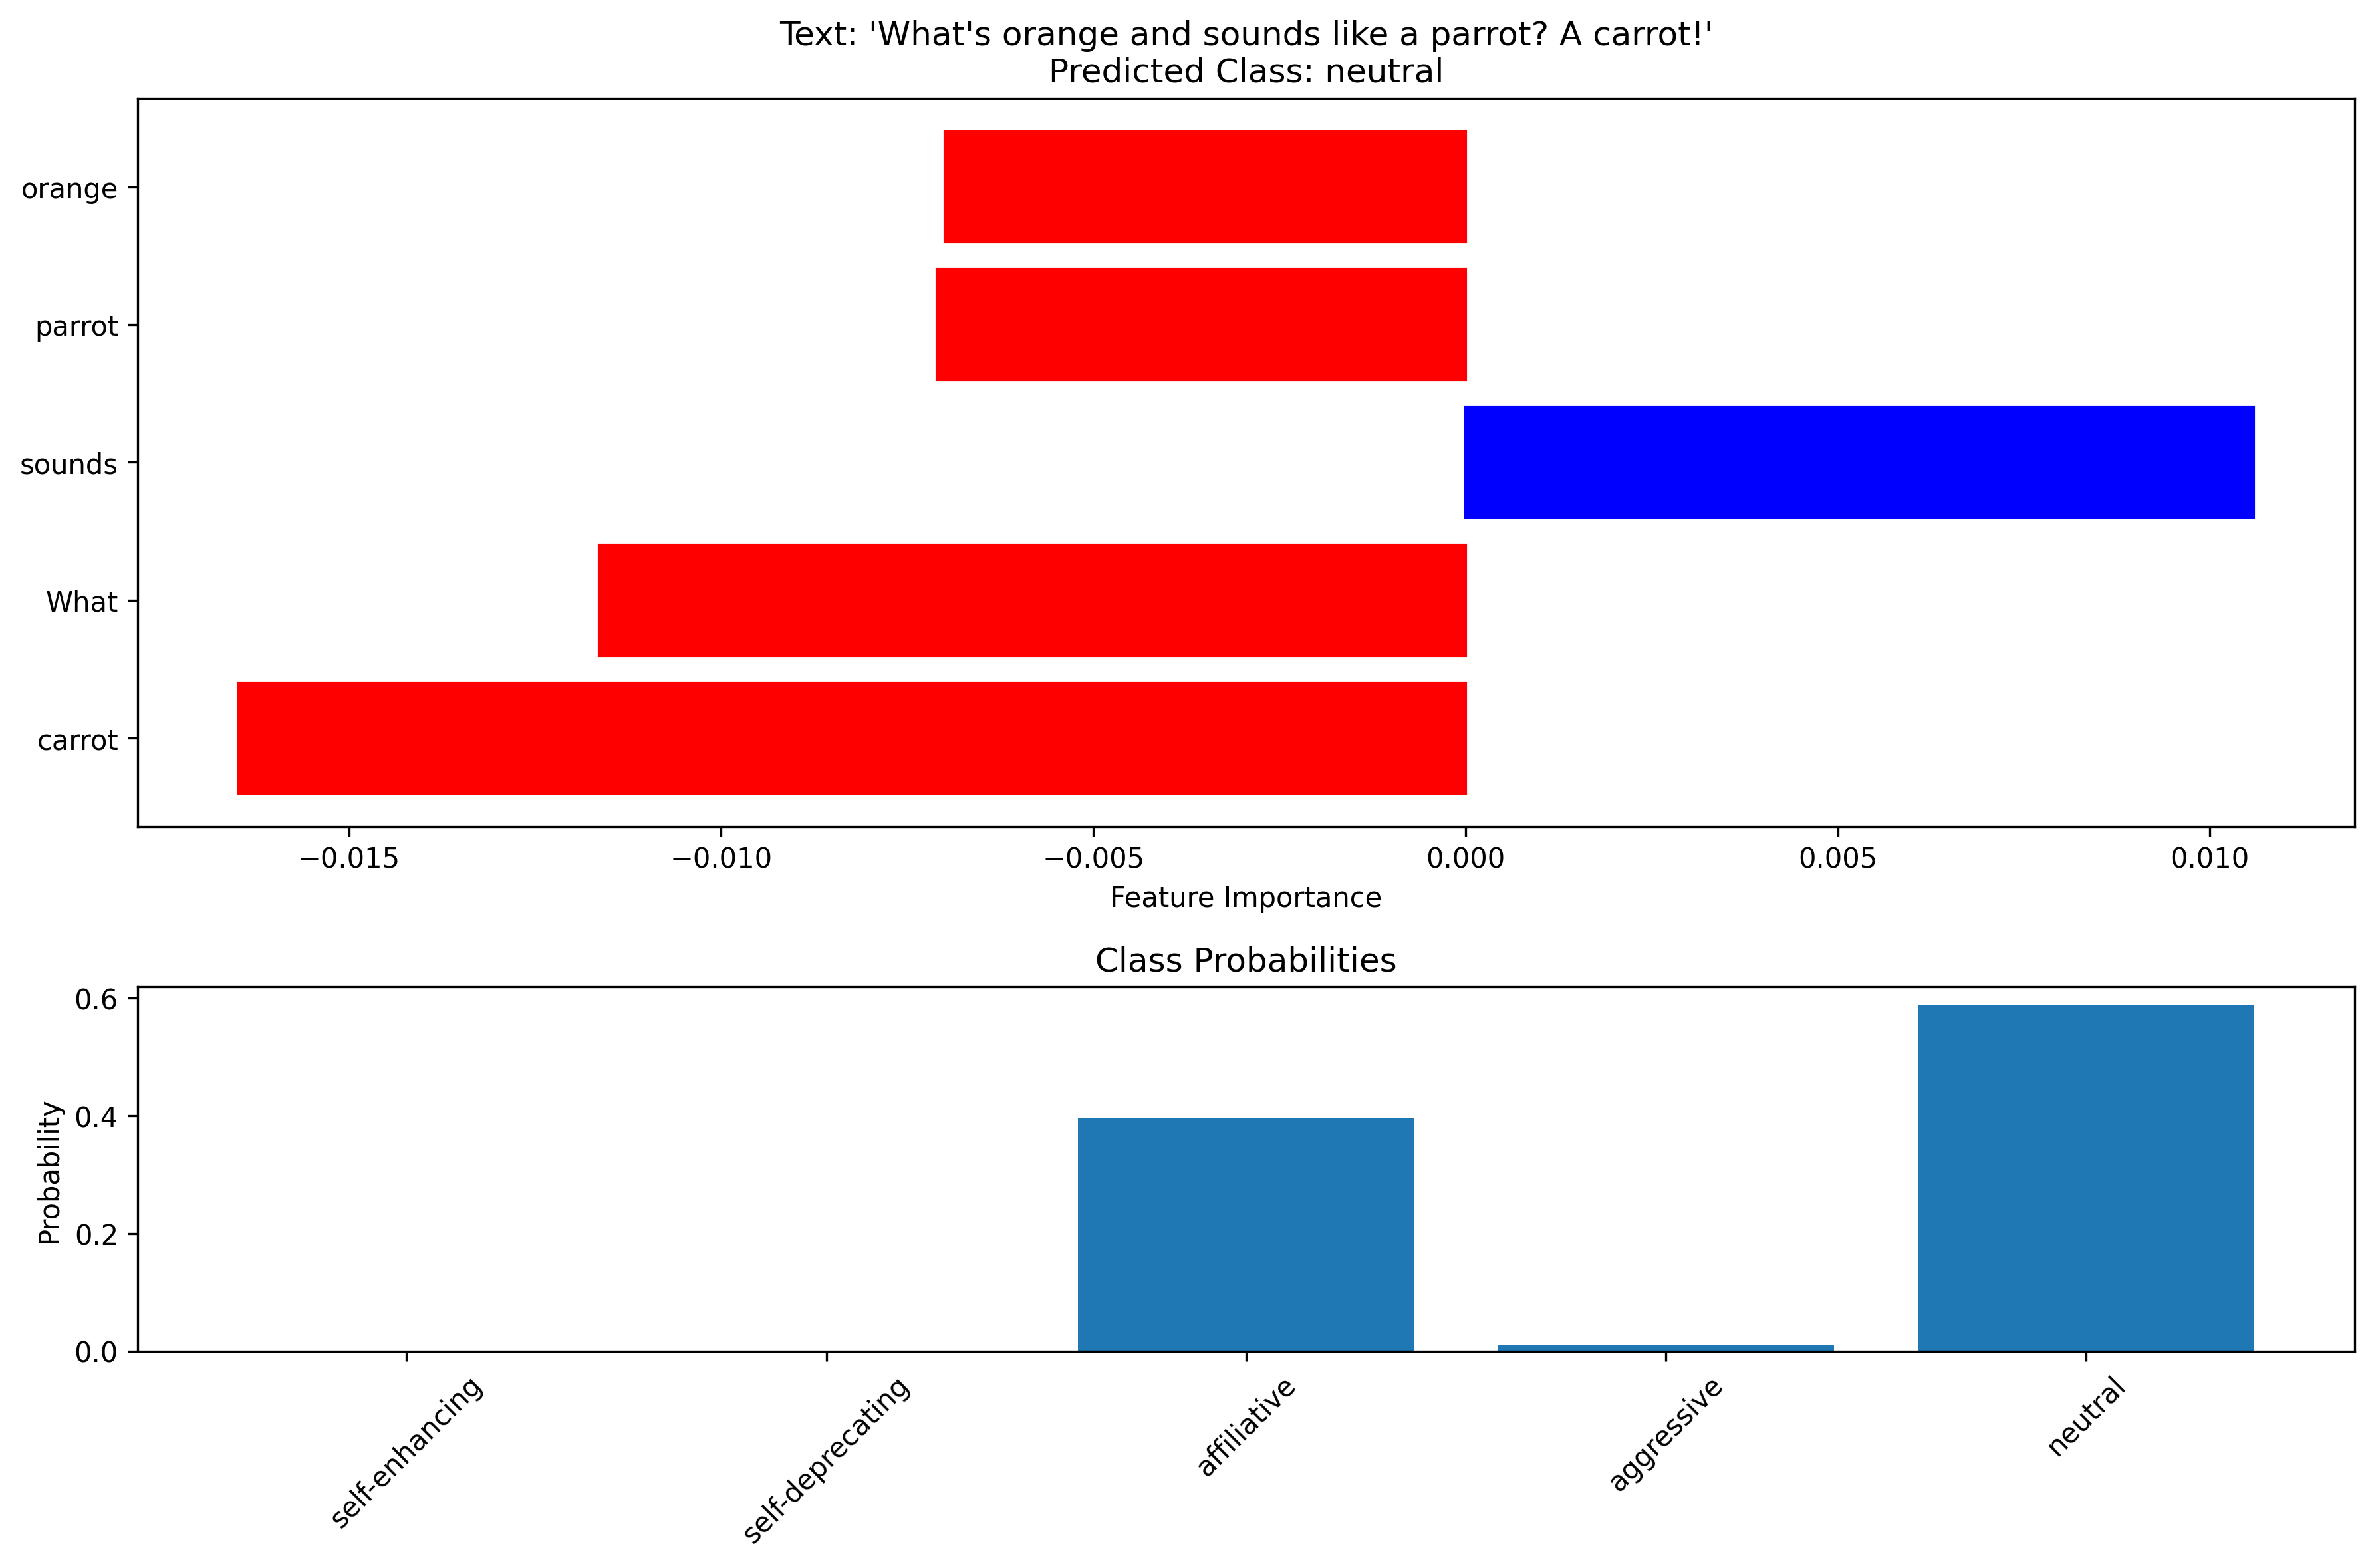 Text: 'What's orange and sounds like a parrot? A carrot!'
Predicted Class: neutral
orange
parrot
sounds
What
carrot
−0.015 −0.010 −0.005 0.000 0.005 0.010
Feature Importance
Class Probabilities
0.6
0.4
0.2
0.0
Probability
self-enhancing self-deprecating affiliative aggressive neutral